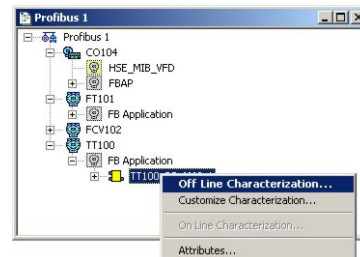 Profibus 1
Profibus 1
CO104
HSE_MIB_VFD
FBAP
FT101
FB Application
FCV102
TT100
FB Application
Off Line Characterization...
Customize Characterization...
On Line Characterization...
Attributes...